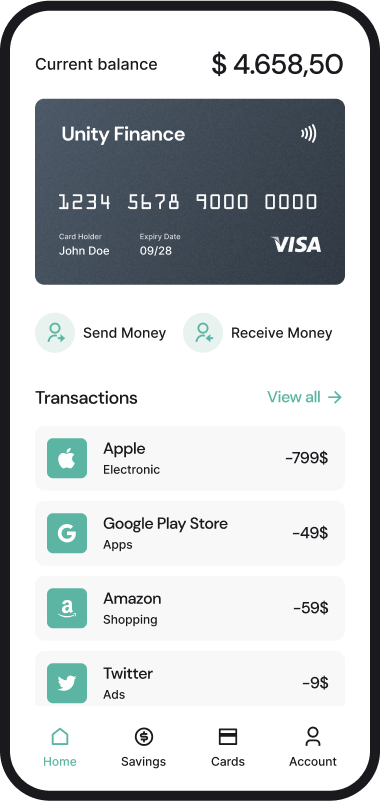 Current balance
$ 4.658,50
Unity Finance
1234 5678 9000 0000
Card Holder
John Doe
Expiry Date
09/28
VISA
Send Money
Receive Money
Transactions
View all
Apple
Electronic
-799$
Google Play Store
Apps
-49$
Amazon
Shopping
-59$
Twitter
Ads
-9$
Home
Savings
Cards
Account